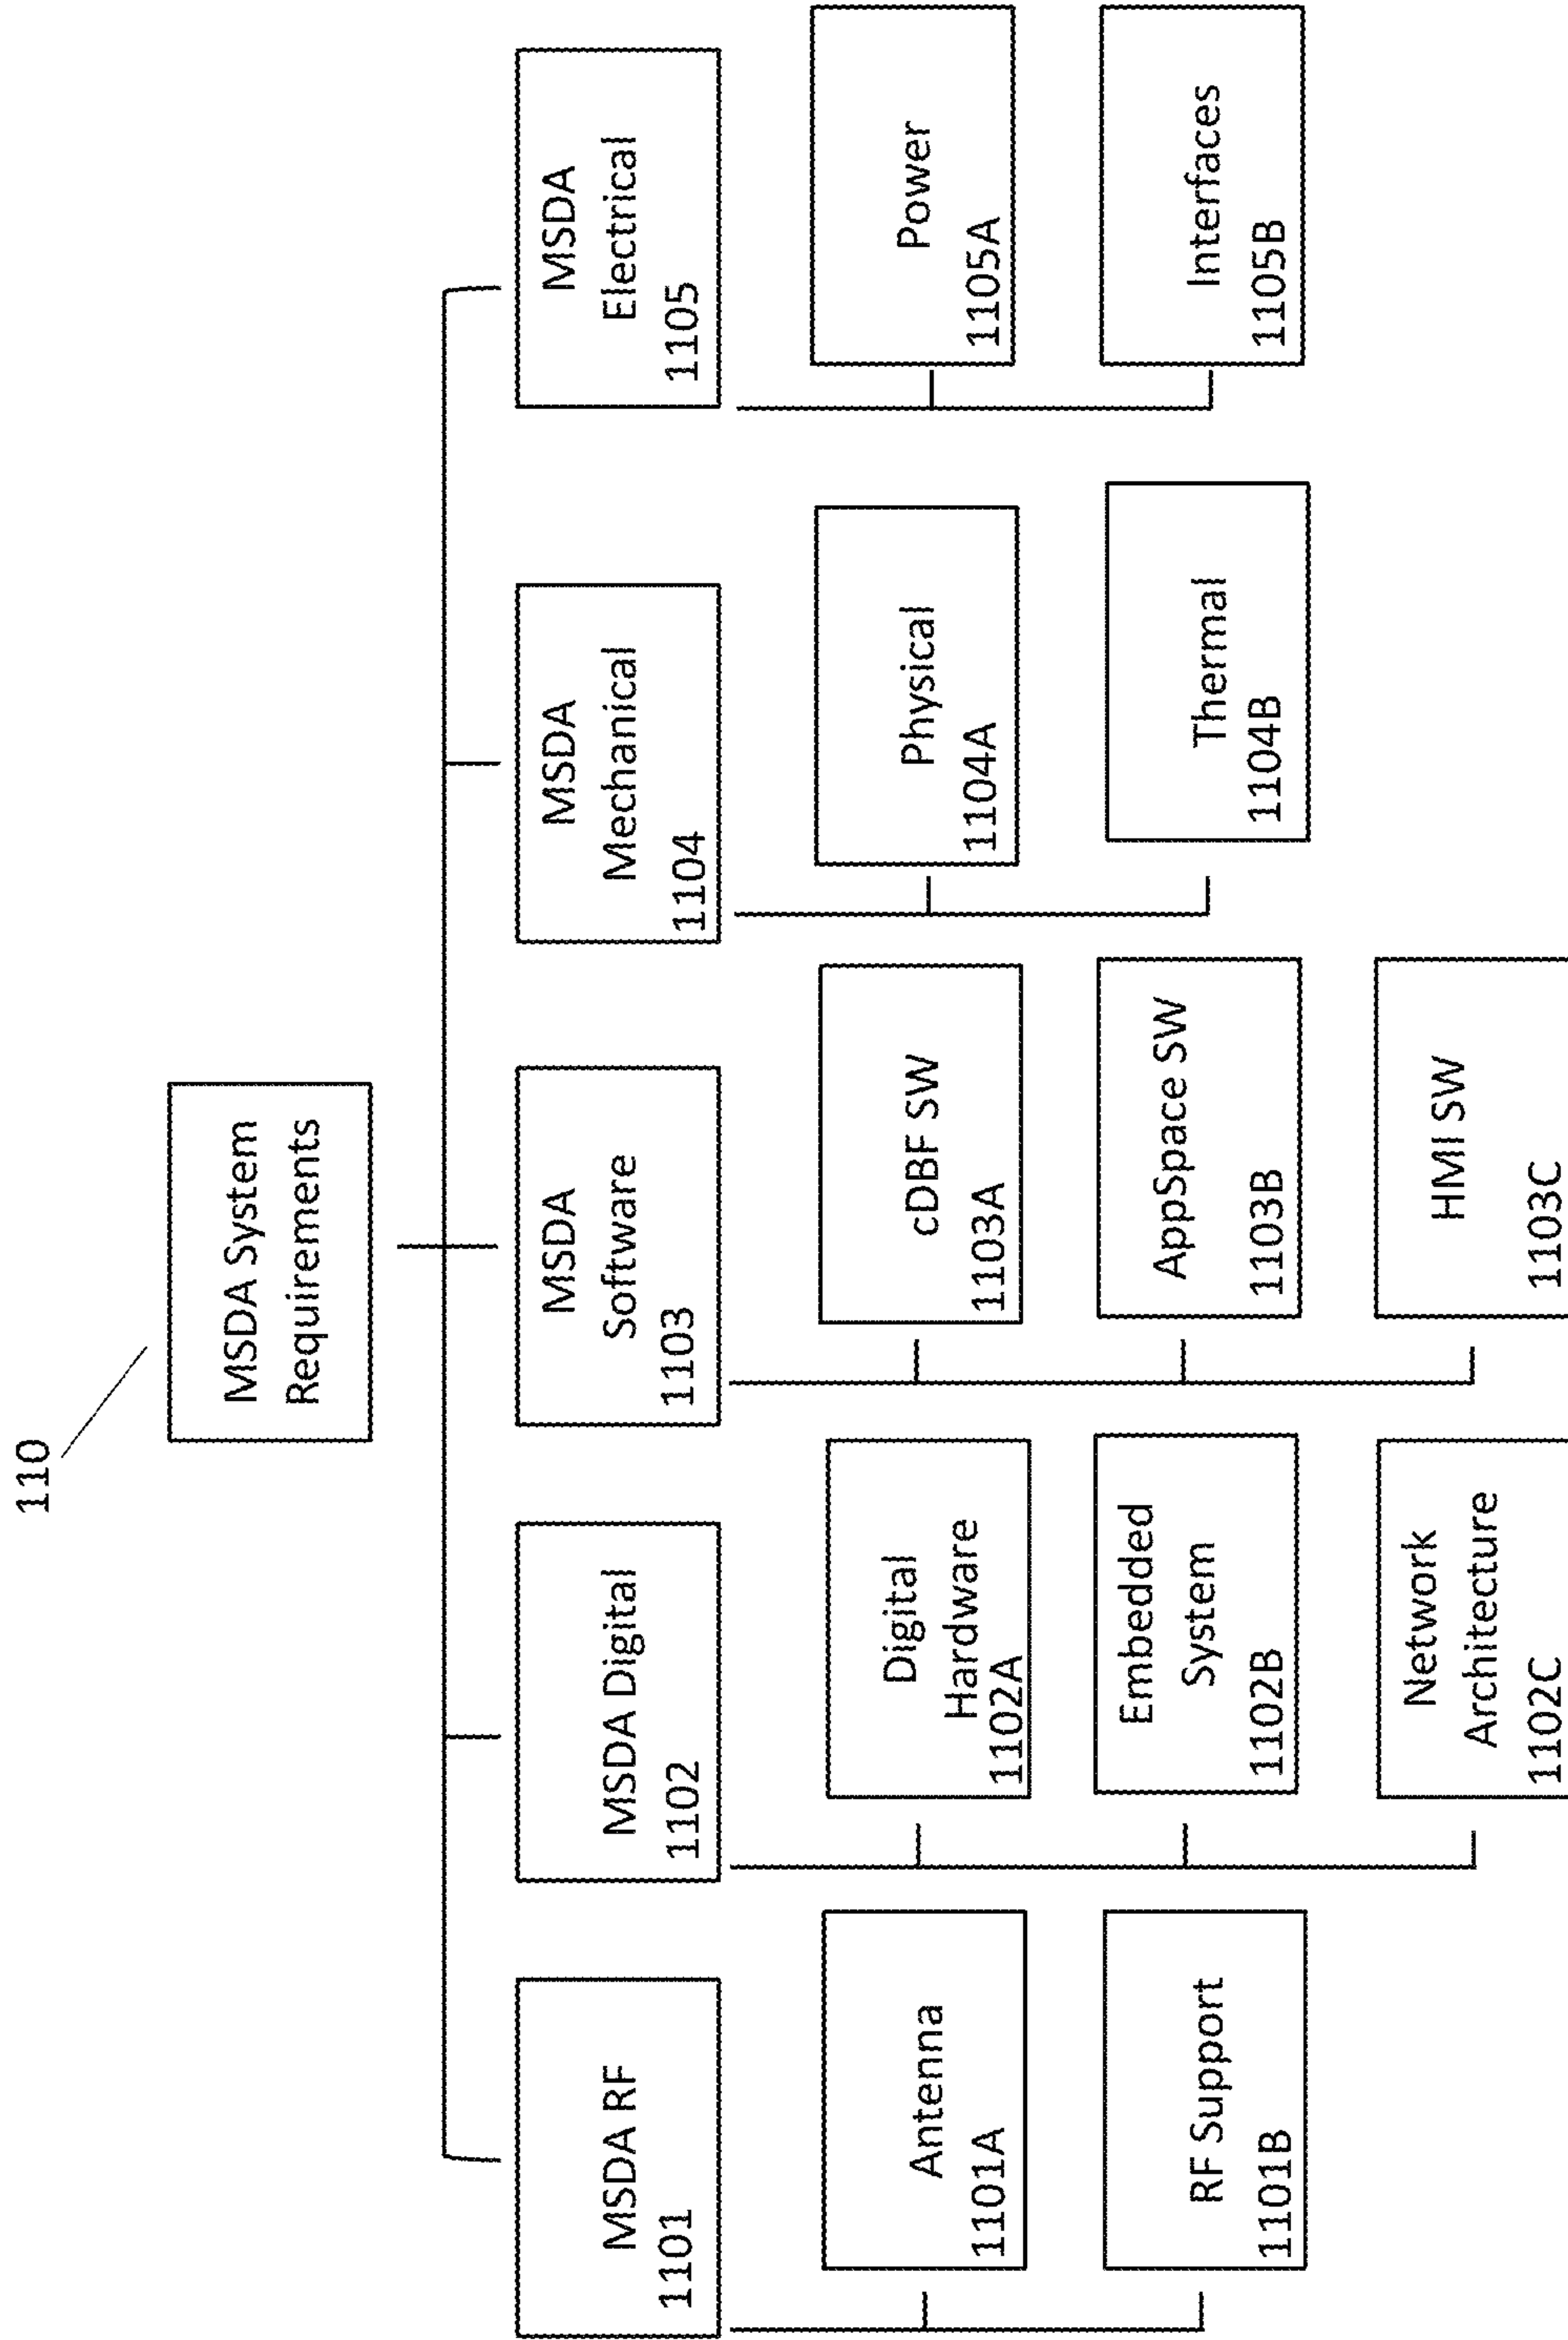 110
MSDA System
Requirements
MSDA RF
1101
MSDA Digital
1102
MSDA
Software
1103
MSDA
Mechanical
1104
MSDA
Electrical
1105
Antenna
1101A
RF Support
1101B
Digital
Hardware
1102A
Embedded
System
1102B
Network
Architecture
1102C
cDBF SW
1103A
AppSpace SW
1103B
HMI SW
1103C
Physical
1104A
Thermal
1104B
Power
1105A
Interfaces
1105B